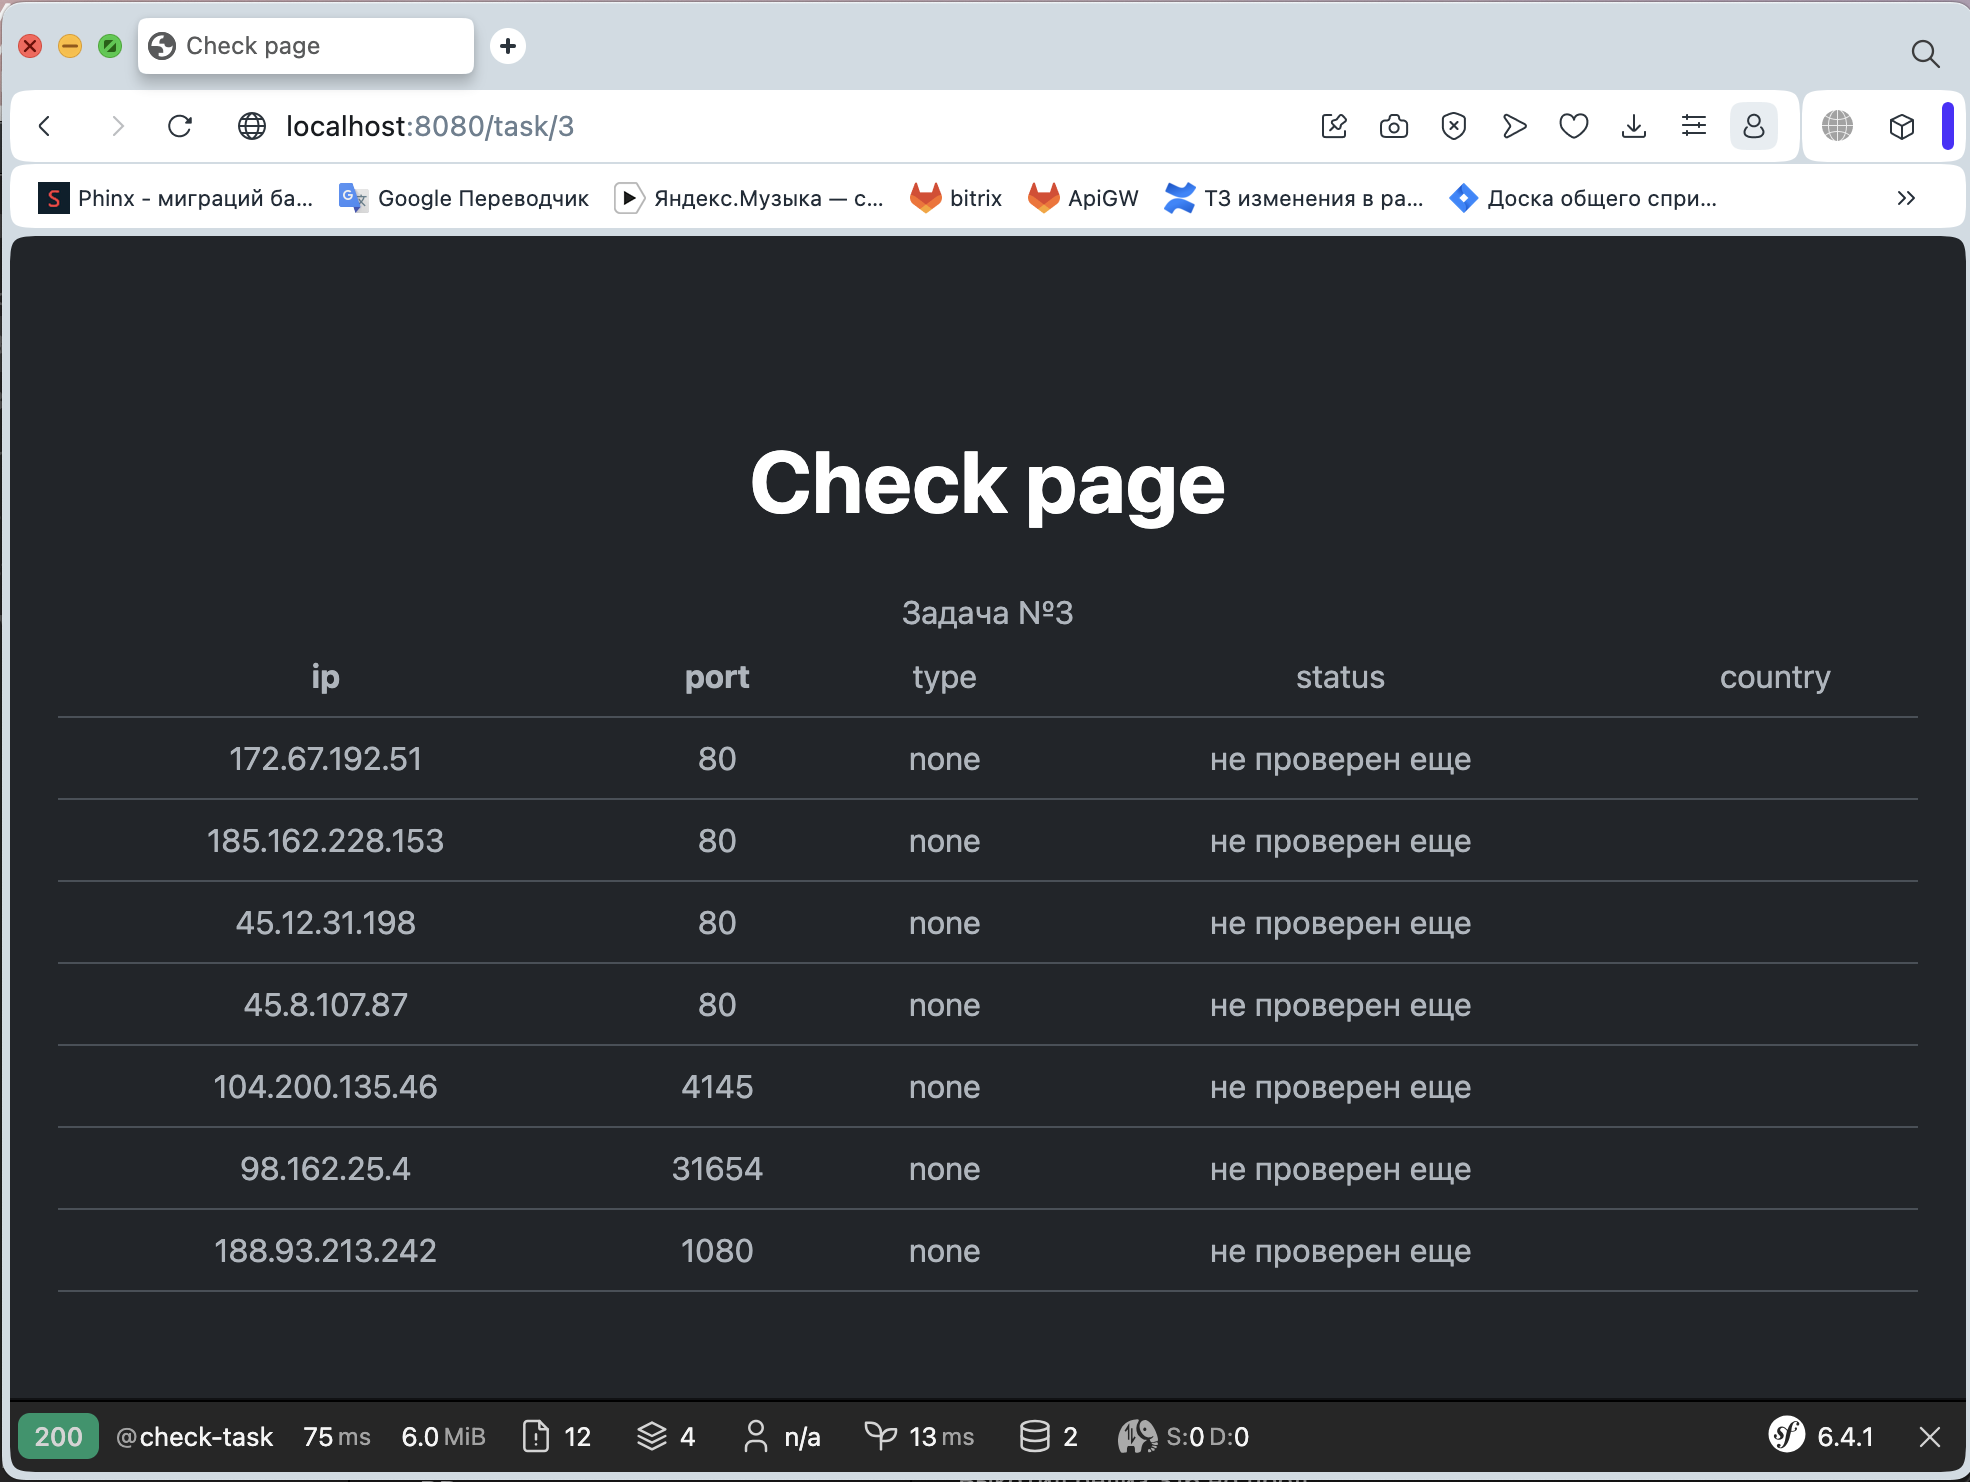 Check page
localhost:8080/task/3
Phinx - миграций ба... Google Переводчик Яндекс.Музыка — с... bitrix ApiGW ТЗ изменения в ра... Доска общего спри...
Check page
Задача №3
ip port type status country
172.67.192.51 80 none не проверен еще
185.162.228.153 80 none не проверен еще
45.12.31.198 80 none не проверен еще
45.8.107.87 80 none не проверен еще
104.200.135.46 4145 none не проверен еще
98.162.25.4 31654 none не проверен еще
188.93.213.242 1080 none не проверен еще
200 @check-task 75 ms 6.0 MiB 12 4 n/a 13 ms 2 S:0 D:0 sf 6.4.1